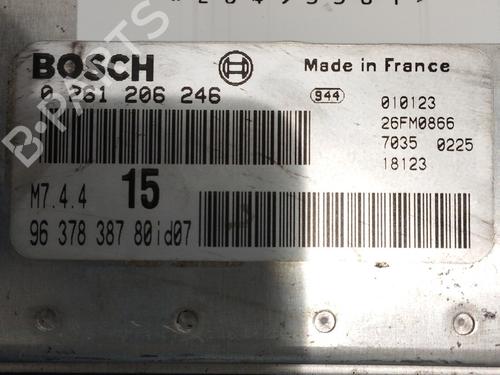 BOSCH
Made in France
0 261 206 246
944
010123
26FM0866
7035 0225
18123
M7.4.4 15
96 378 387 80id07
B-PARTS